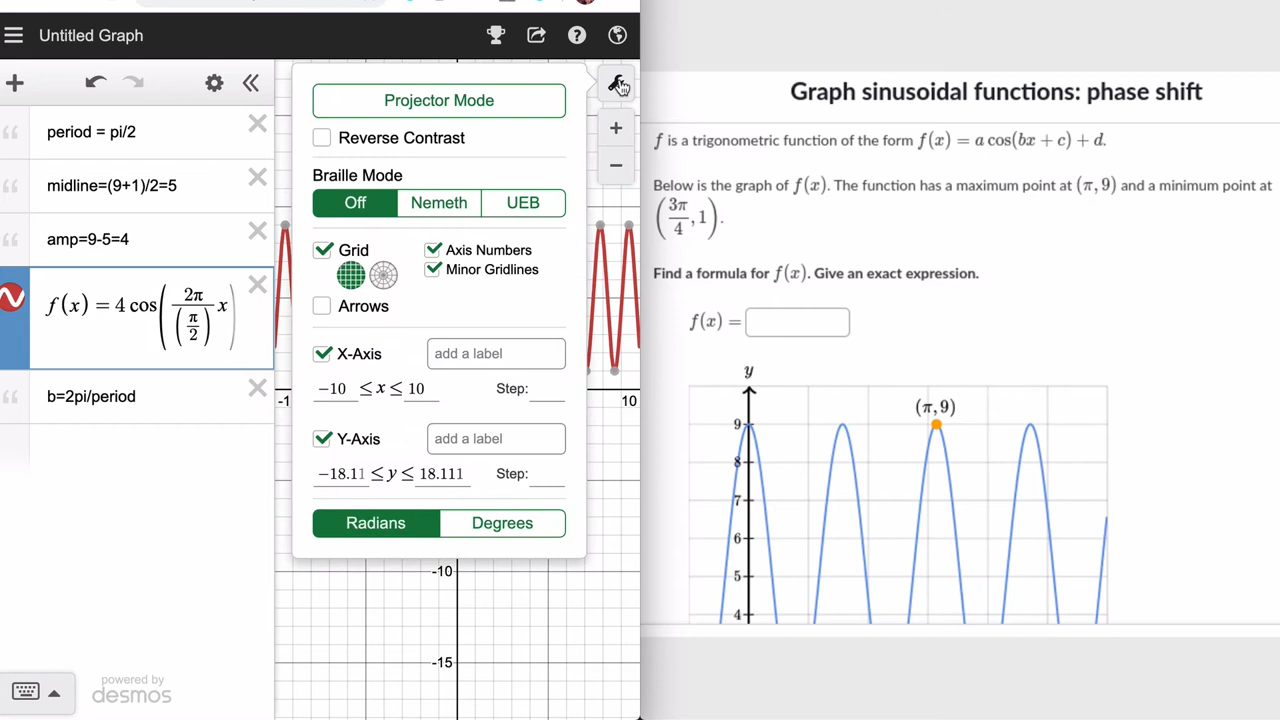 Untitled Graph
period = pi/2
midline=(9+1)/2=5
amp=9-5=4
f(x) = 4 cos(2π/(π/2) x)
b=2pi/period
powered by
desmos
Projector Mode
Reverse Contrast
Braille Mode
Off Nemeth UEB
Grid Axis Numbers
Minor Gridlines
Arrows
X-Axis add a label
−10 ≤ x ≤ 10 Step:
Y-Axis add a label
−18.11 ≤ y ≤ 18.111 Step:
Radians Degrees
-1
10
-10
-15
Graph sinusoidal functions: phase shift
f is a trigonometric function of the form f(x) = a cos(bx + c) + d.
Below is the graph of f(x). The function has a maximum point at (π, 9) and a minimum point at
(3π/4, 1).
Find a formula for f(x). Give an exact expression.
f(x) =
y
(π, 9)
9
8
7
6
5
4